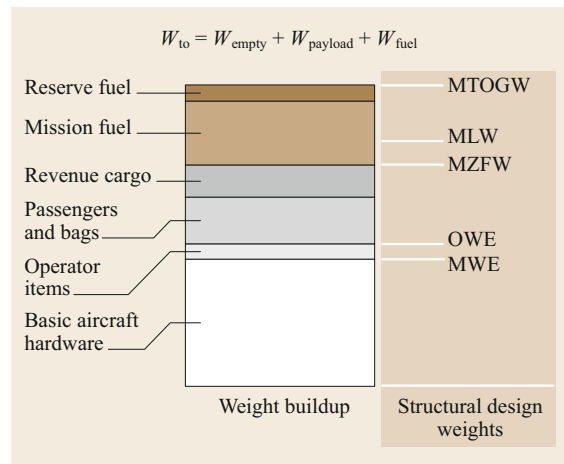 W_to = W_empty + W_payload + W_fuel
Reserve fuel
MTOGW
Mission fuel
MLW
MZFW
Revenue cargo
Passengers
and bags
OWE
MWE
Operator
items
Basic aircraft
hardware
Weight buildup
Structural design
weights